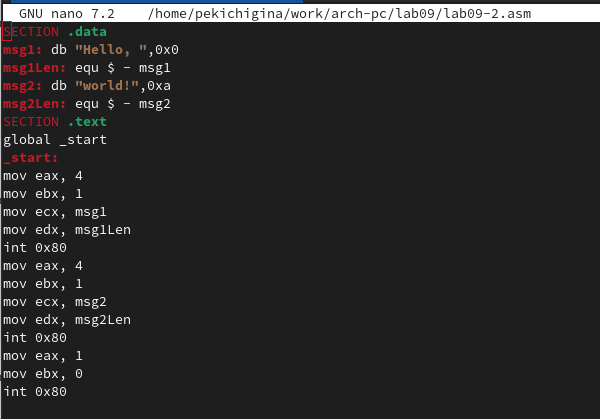 GNU nano 7.2 /home/pekichigina/work/arch-pc/lab09/lab09-2.asm
SECTION .data
msg1: db "Hello, ",0x0
msg1Len: equ $ - msg1
msg2: db "world!",0xa
msg2Len: equ $ - msg2
SECTION .text
global _start
_start:
mov eax, 4
mov ebx, 1
mov ecx, msg1
mov edx, msg1Len
int 0x80
mov eax, 4
mov ebx, 1
mov ecx, msg2
mov edx, msg2Len
int 0x80
mov eax, 1
mov ebx, 0
int 0x80